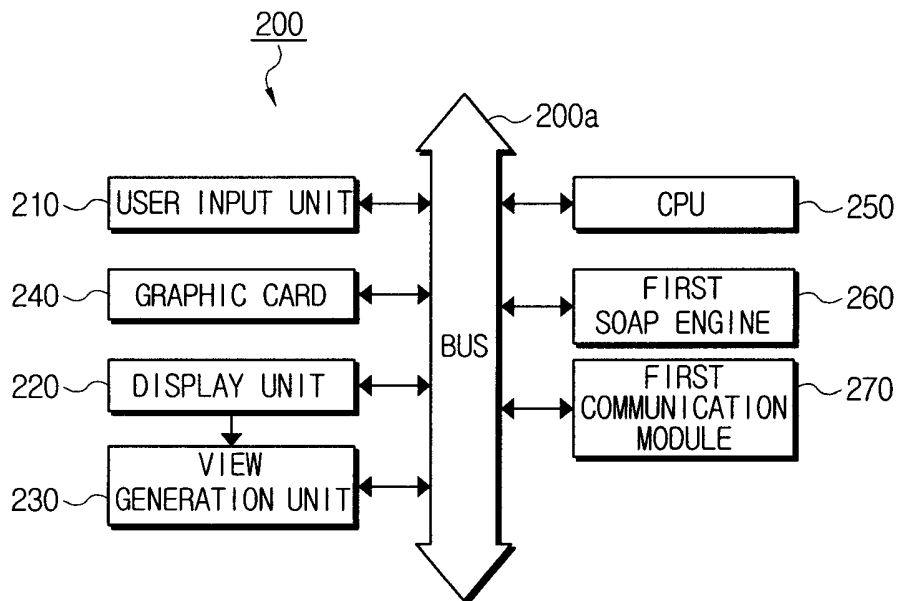 200
200a
210 USER INPUT UNIT
CPU 250
240 GRAPHIC CARD
FIRST
SOAP ENGINE 260
BUS
220 DISPLAY UNIT
FIRST
COMMUNICATION
MODULE 270
VIEW
GENERATION UNIT
230